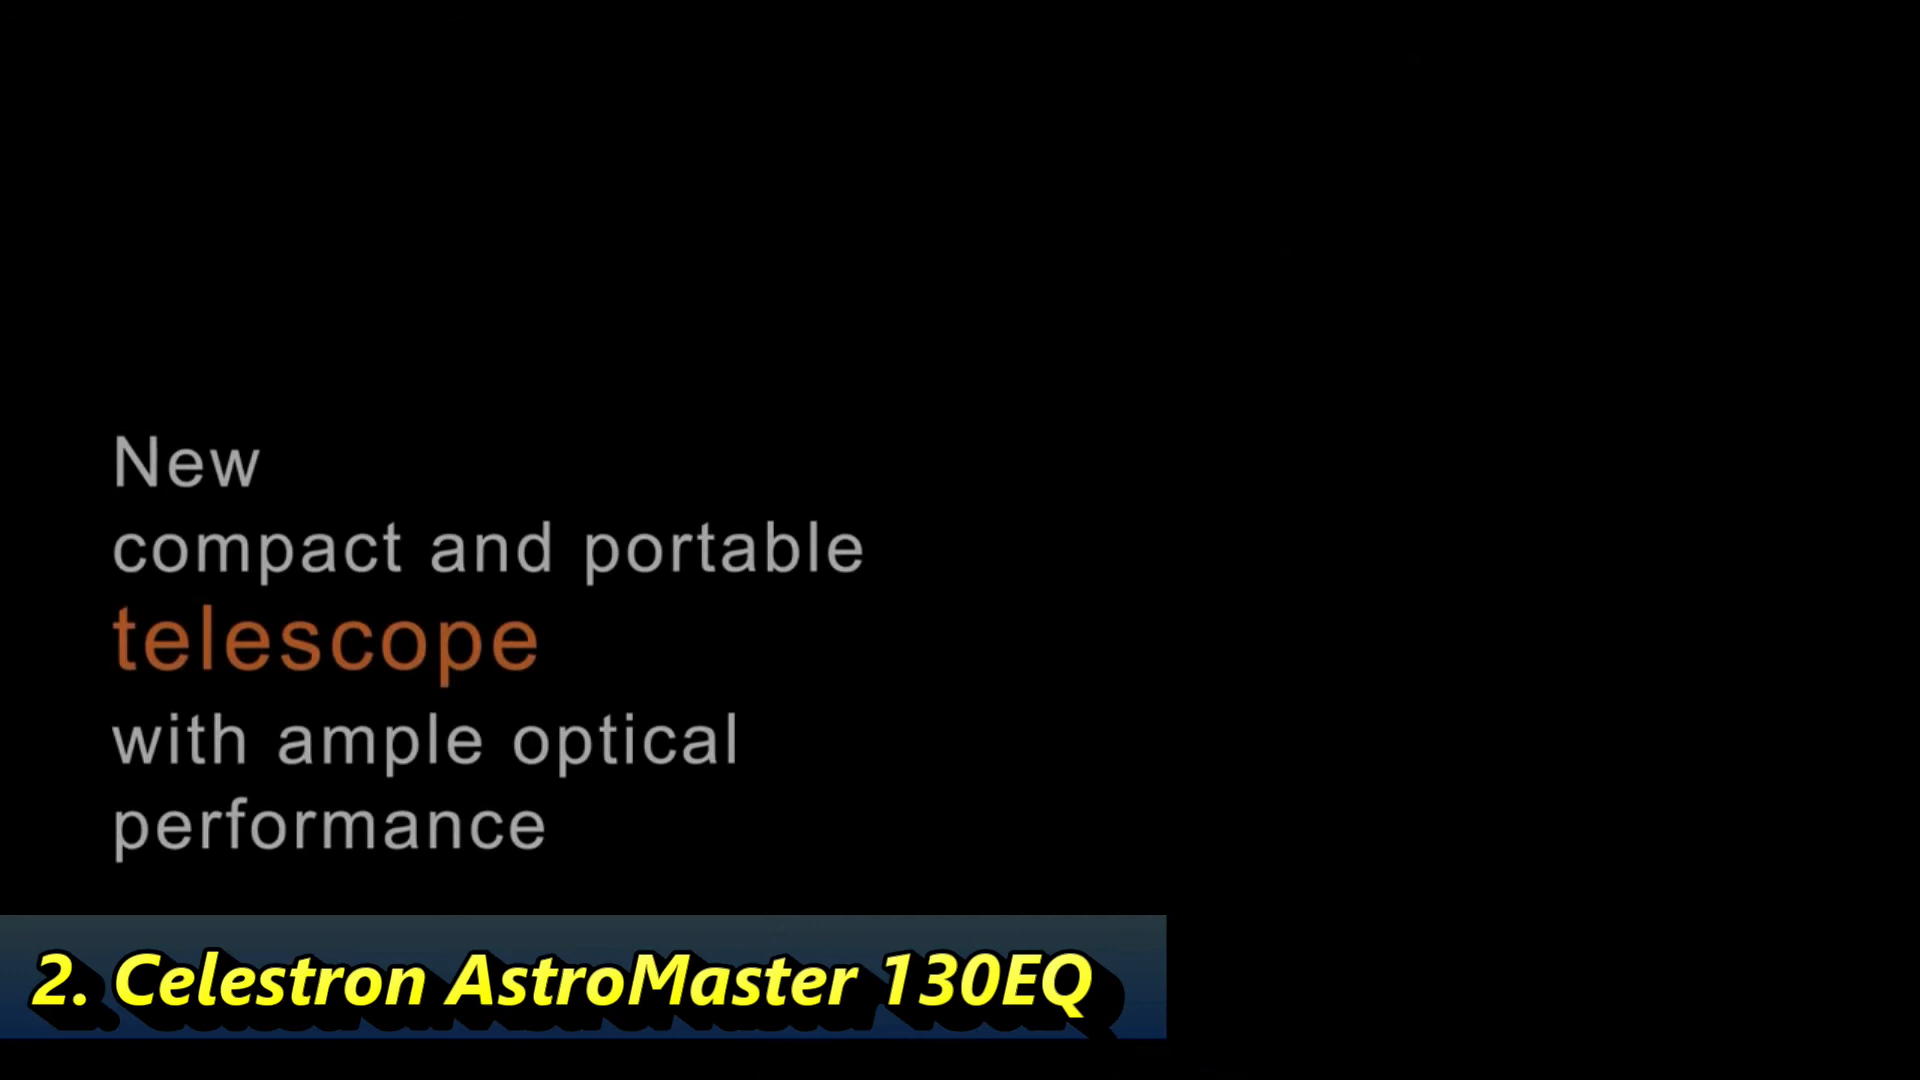 New
compact and portable
telescope
with ample optical
performance
2. Celestron AstroMaster 130EQ